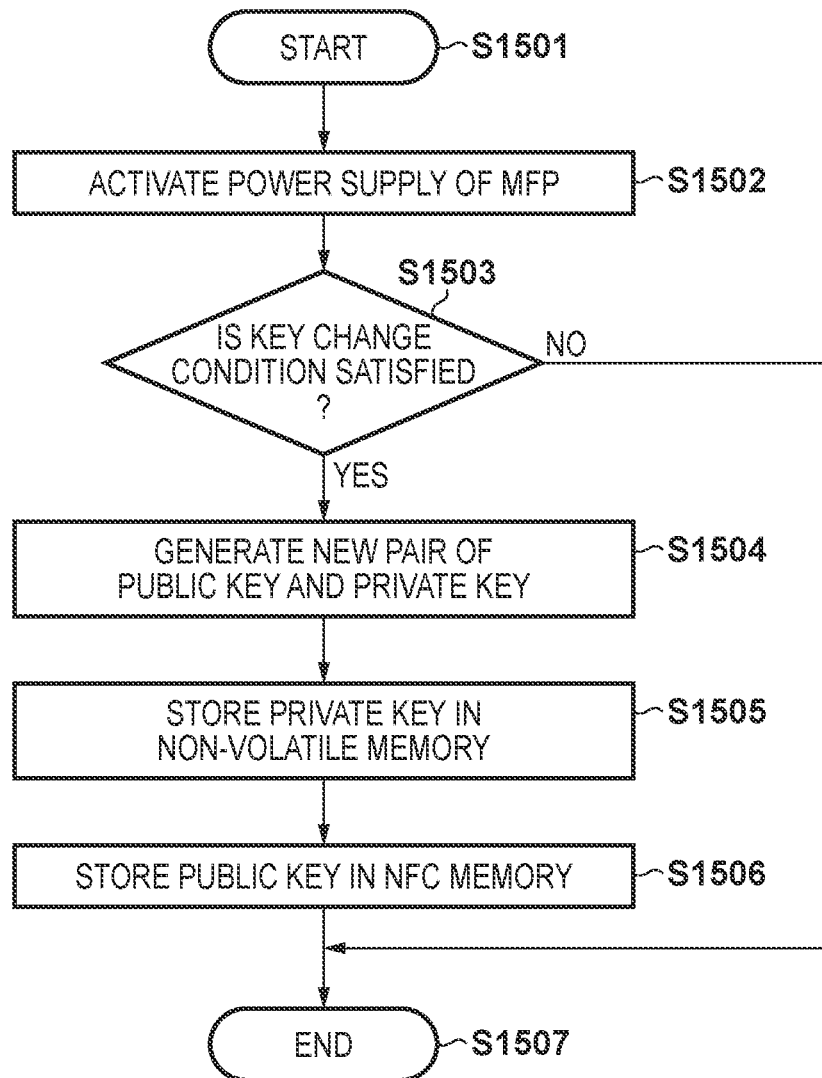 START
S1501
ACTIVATE POWER SUPPLY OF MFP
S1502
S1503
IS KEY CHANGE
CONDITION SATISFIED
?
NO
YES
GENERATE NEW PAIR OF
PUBLIC KEY AND PRIVATE KEY
S1504
STORE PRIVATE KEY IN
NON-VOLATILE MEMORY
S1505
STORE PUBLIC KEY IN NFC MEMORY
S1506
END
S1507